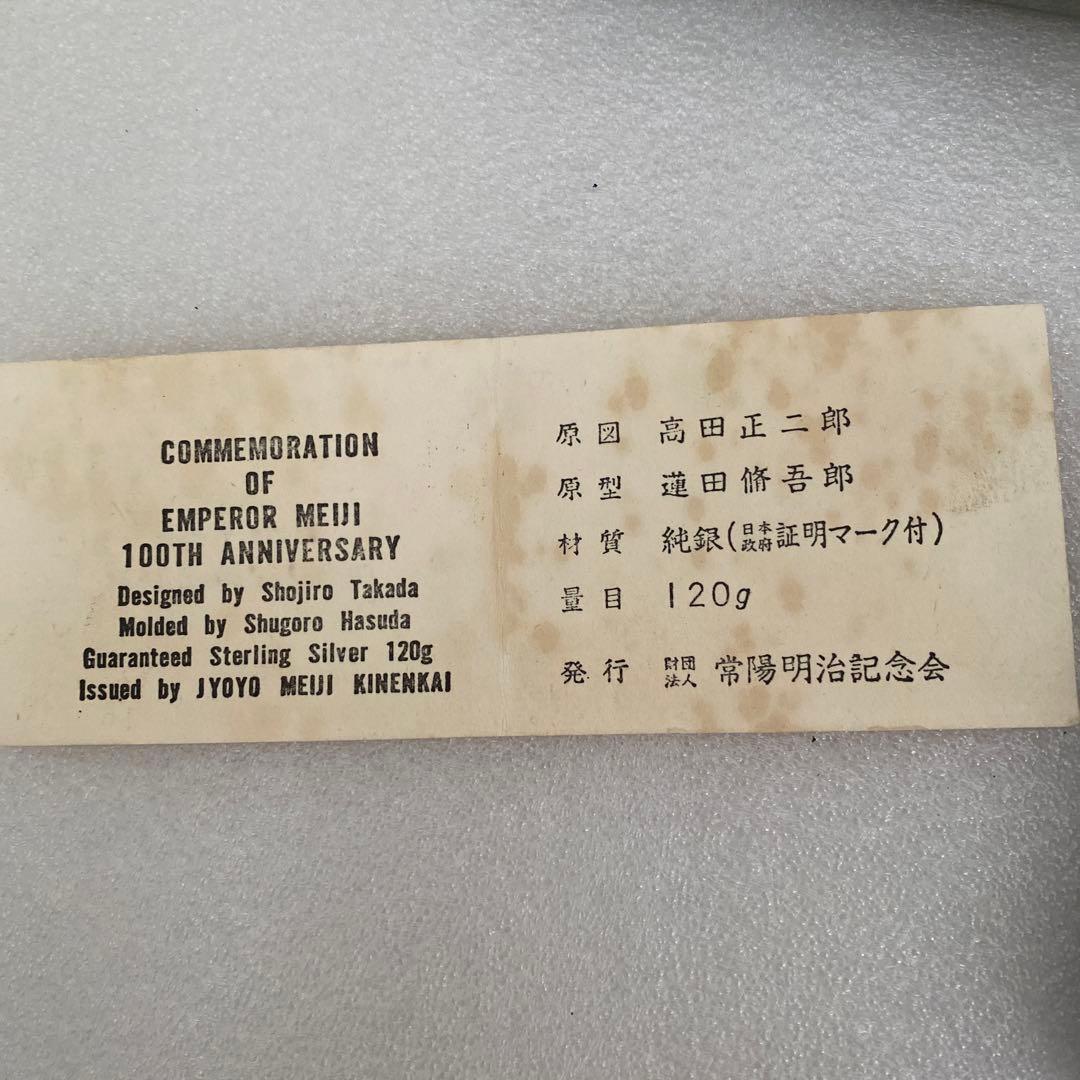 COMMEMORATION
OF
EMPEROR MEIJI
100TH ANNIVERSARY
Designed by Shojiro Takada
Molded by Shugoro Hasuda
Guaranteed Sterling Silver 120g
Issued by JYOYO MEIJI KINENKAI
原図 高田正二郎
原型 蓮田脩吾郎
材質 純銀(日本政府証明マーク付)
量目 120g
発行 財団法人 常陽明治記念会